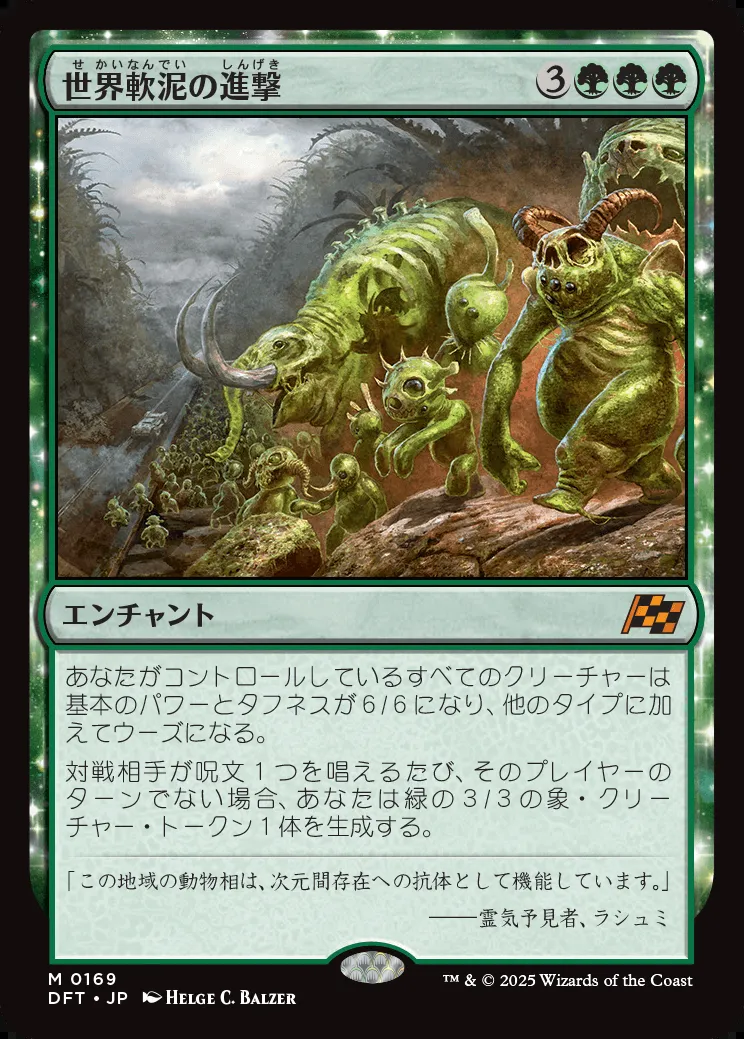 せかいなんでい しんげき
世界軟泥の進撃 3
エンチャント
あなたがコントロールしているすべてのクリーチャーは
基本のパワーとタフネスが6/6になり、他のタイプに加
えてウーズになる。
対戦相手が呪文1つを唱えるたび、そのプレイヤーの
ターンでない場合、あなたは緑の3/3の象・クリー
チャー・トークン1体を生成する。
「この地域の動物相は、次元間存在への抗体として機能しています。」
――霊気予見者、ラシュミ
M 0169
DFT • JP HELGE C. BALZER
™ & © 2025 Wizards of the Coast